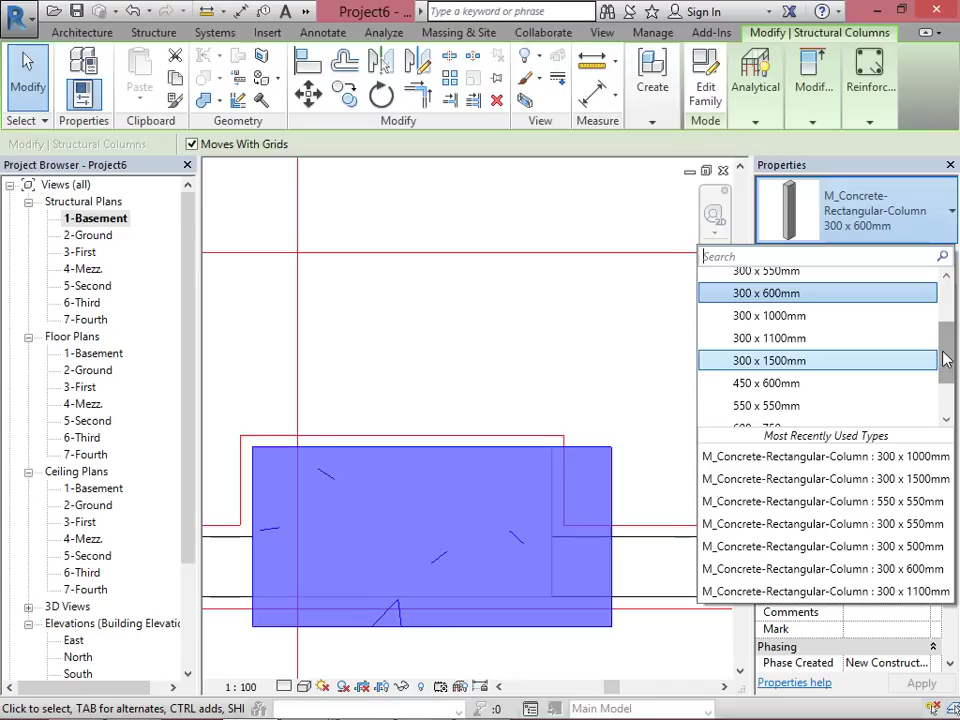 Project6 - ...
Type a keyword or phrase
Sign In
Architecture Structure Systems Insert Annotate Analyze Massing & Site Collaborate View Manage Add-Ins Modify | Structural Columns
Modify
Paste
Create
Edit
Family
Analytical
Modif...
Reinforc...
Select Properties Clipboard Geometry Modify View Measure Mode
Modify | Structural Columns
Moves With Grids
Project Browser - Project6
Views (all)
Structural Plans
1-Basement
2-Ground
3-First
4-Mezz.
5-Second
6-Third
7-Fourth
Floor Plans
1-Basement
2-Ground
3-First
4-Mezz.
5-Second
6-Third
7-Fourth
Ceiling Plans
1-Basement
2-Ground
3-First
4-Mezz.
5-Second
6-Third
7-Fourth
3D Views
Elevations (Building Elevatio
East
North
South
2D
Properties
M_Concrete-
Rectangular-Column
300 x 600mm
Search
300 x 550mm
300 x 600mm
300 x 1000mm
300 x 1100mm
300 x 1500mm
450 x 600mm
550 x 550mm
Most Recently Used Types
M_Concrete-Rectangular-Column : 300 x 1000mm
M_Concrete-Rectangular-Column : 300 x 1500mm
M_Concrete-Rectangular-Column : 550 x 550mm
M_Concrete-Rectangular-Column : 300 x 550mm
M_Concrete-Rectangular-Column : 300 x 500mm
M_Concrete-Rectangular-Column : 300 x 600mm
M_Concrete-Rectangular-Column : 300 x 1100mm
Comments
Mark
Phasing
Phase Created New Construct...
Properties help
Apply
1 : 100
Click to select, TAB for alternates, CTRL adds, SHI
:0
Main Model